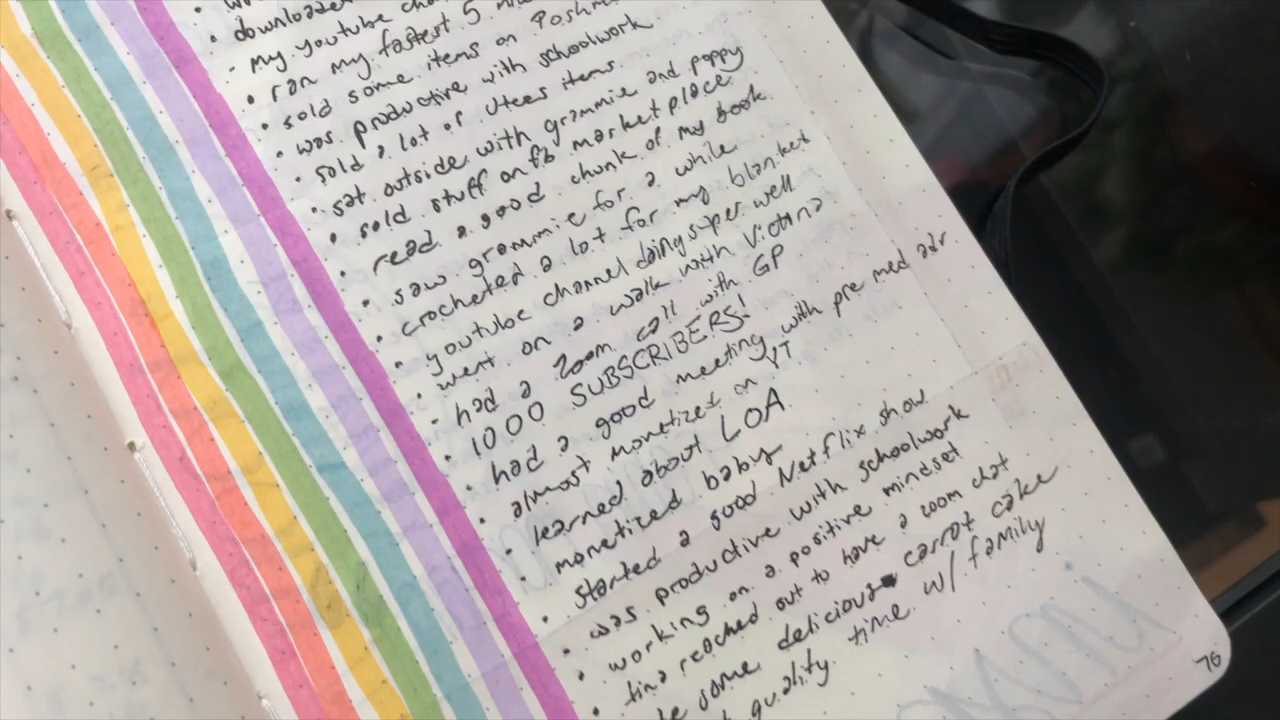 downloaded
- my youtube
• ran my fastest 5
• sold some items on Poshm
• was productive with schoolwork
• sold a lot of Utees items
• sat outside with grammie and poppy
• sold stuff on fb market place
• read a good chunk of my book
• saw grammie for a while
• crocheted a lot for my blanket
• youtube channel doing super well
• went on a walk with Victoria
• had a zoom call with GP
• 1000 SUBSCRIBERS!
• had a good meeting with pre med adv.
• almost monetized on YT
• learned about LOA
• monetized baby
• started a good Netflix show
• was productive with schoolwork
• working on a positive mindset
• tina reached out to have a zoom chat
some delicious carrot cake
quality time w/ family
76